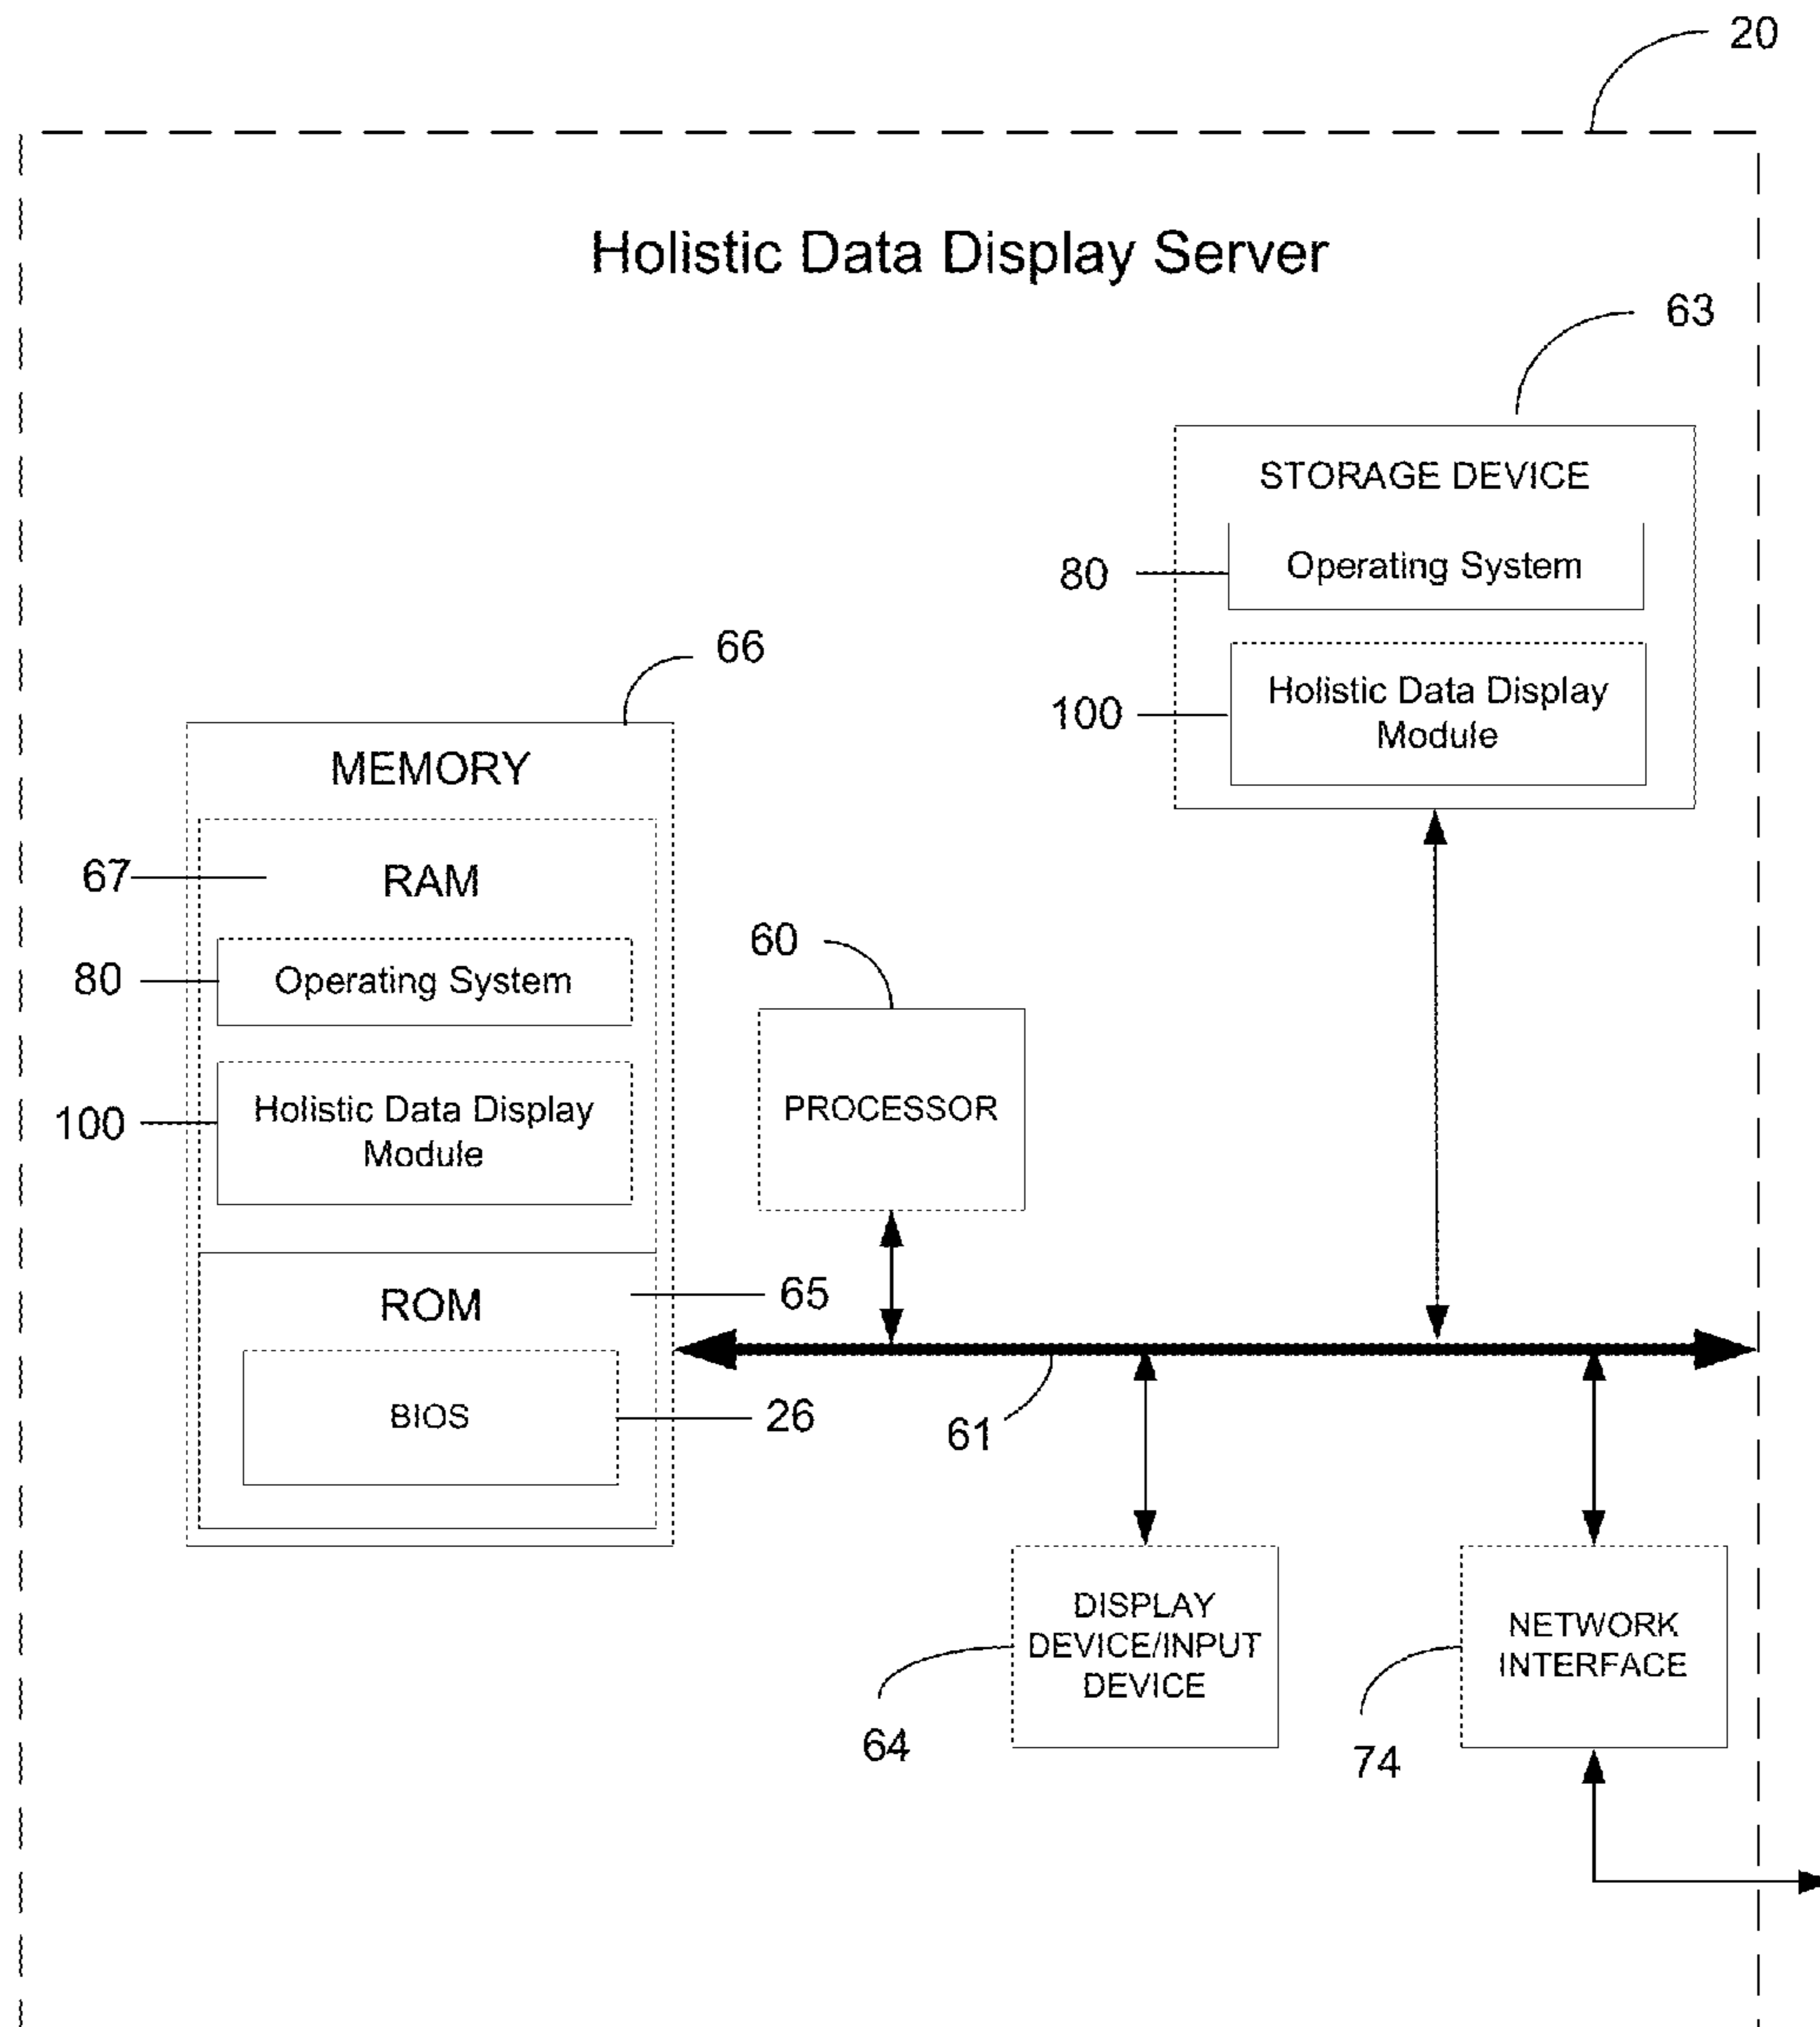 20
Holistic Data Display Server
63
STORAGE DEVICE
80
Operating System
100
Holistic Data Display
Module
66
MEMORY
67
RAM
80
Operating System
100
Holistic Data Display
Module
60
PROCESSOR
ROM
65
BIOS
26
61
DISPLAY
DEVICE/INPUT
DEVICE
64
NETWORK
INTERFACE
74